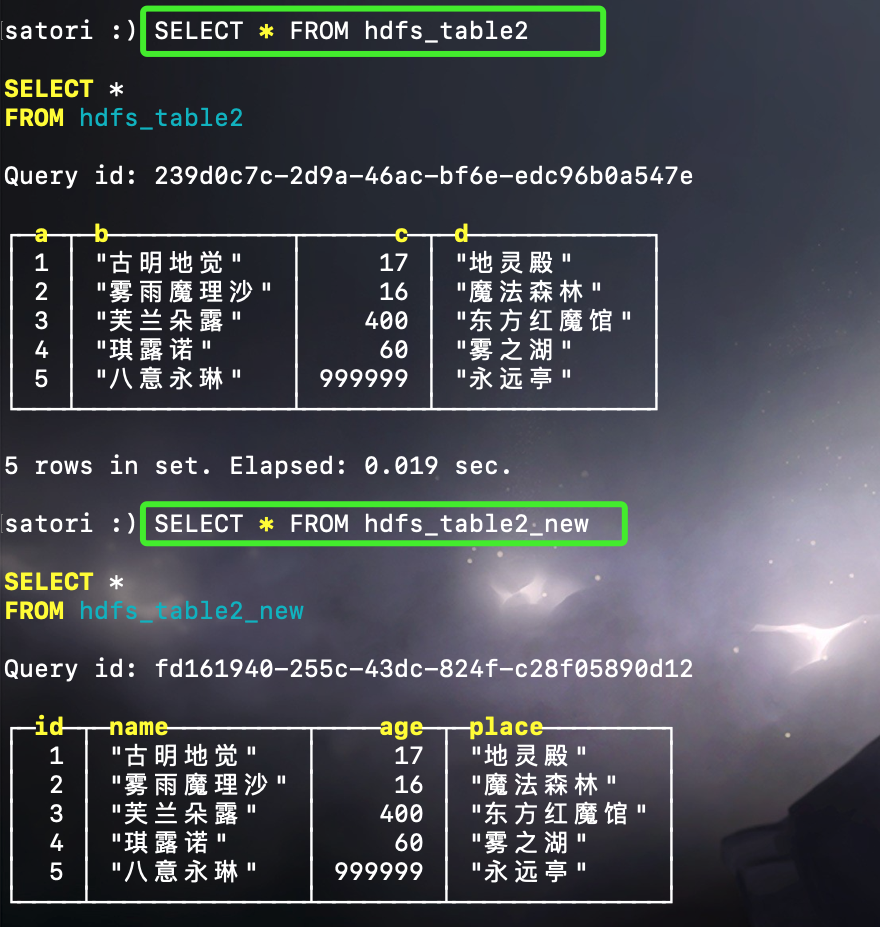 satori :) SELECT * FROM hdfs_table2
SELECT *
FROM hdfs_table2
Query id: 239d0c7c-2d9a-46ac-bf6e-edc96b0a547e
a b c d
1 "古明地觉" 17 "地灵殿"
2 "雾雨魔理沙" 16 "魔法森林"
3 "芙兰朵露" 400 "东方红魔馆"
4 "琪露诺" 60 "雾之湖"
5 "八意永琳" 999999 "永远亭"
5 rows in set. Elapsed: 0.019 sec.
satori :) SELECT * FROM hdfs_table2_new
SELECT *
FROM hdfs_table2_new
Query id: fd161940-255c-43dc-824f-c28f05890d12
id name age place
1 "古明地觉" 17 "地灵殿"
2 "雾雨魔理沙" 16 "魔法森林"
3 "芙兰朵露" 400 "东方红魔馆"
4 "琪露诺" 60 "雾之湖"
5 "八意永琳" 999999 "永远亭"